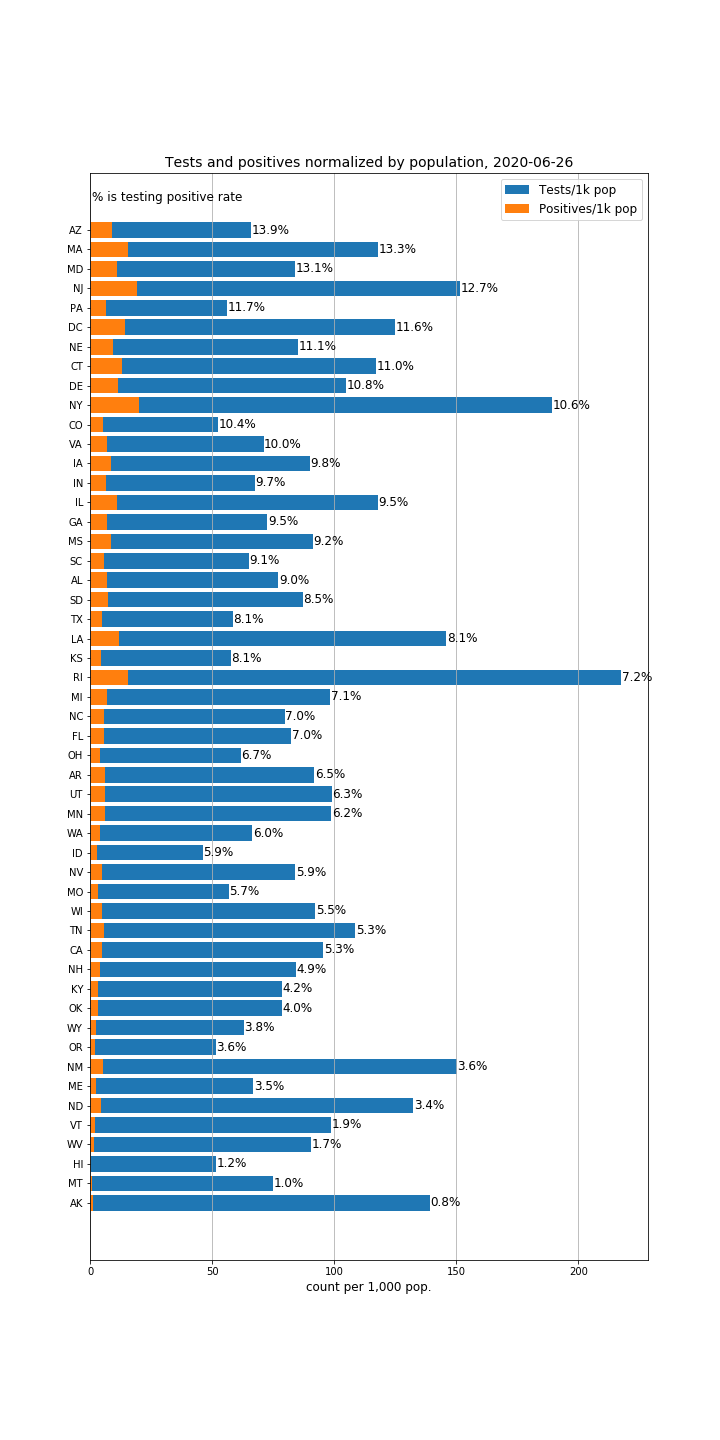 Tests and positives normalized by population, 2020-06-26
% is testing positive rate
Tests/1k pop
Positives/1k pop
AZ 13.9%
MA 13.3%
MD 13.1%
NJ 12.7%
PA 11.7%
DC 11.6%
NE 11.1%
CT 11.0%
DE 10.8%
NY 10.6%
CO 10.4%
VA 10.0%
IA 9.8%
IN 9.7%
IL 9.5%
GA 9.5%
MS 9.2%
SC 9.1%
AL 9.0%
SD 8.5%
TX 8.1%
LA 8.1%
KS 8.1%
RI 7.2%
MI 7.1%
NC 7.0%
FL 7.0%
OH 6.7%
AR 6.5%
UT 6.3%
MN 6.2%
WA 6.0%
ID 5.9%
NV 5.9%
MO 5.7%
WI 5.5%
TN 5.3%
CA 5.3%
NH 4.9%
KY 4.2%
OK 4.0%
WY 3.8%
OR 3.6%
NM 3.6%
ME 3.5%
ND 3.4%
VT 1.9%
WV 1.7%
HI 1.2%
MT 1.0%
AK 0.8%
0 50 100 150 200
count per 1,000 pop.